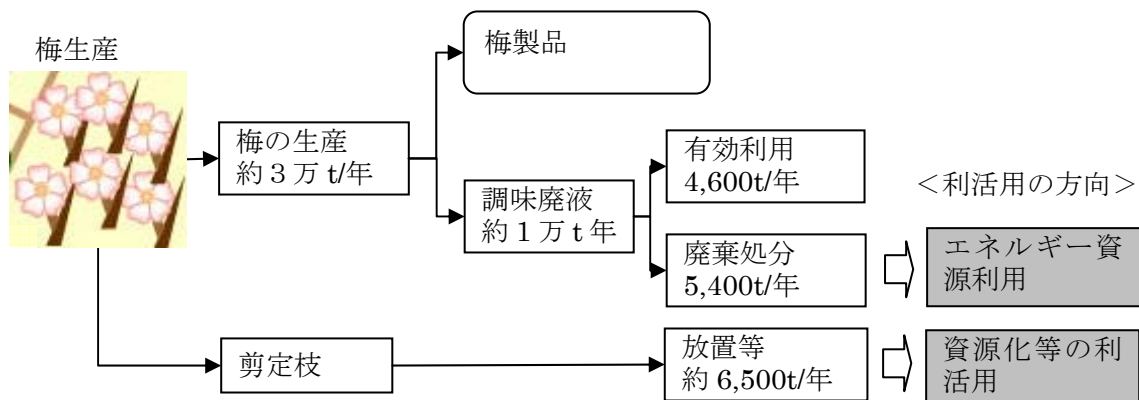 梅生産
梅製品
梅の生産
約３万 t/年
調味廃液
約１万 t 年
有効利用
4,600t/年
廃棄処分
5,400t/年
＜利活用の方向＞
エネルギー資
源利用
剪定枝
放置等
約 6,500t/年
資源化等の利
活用